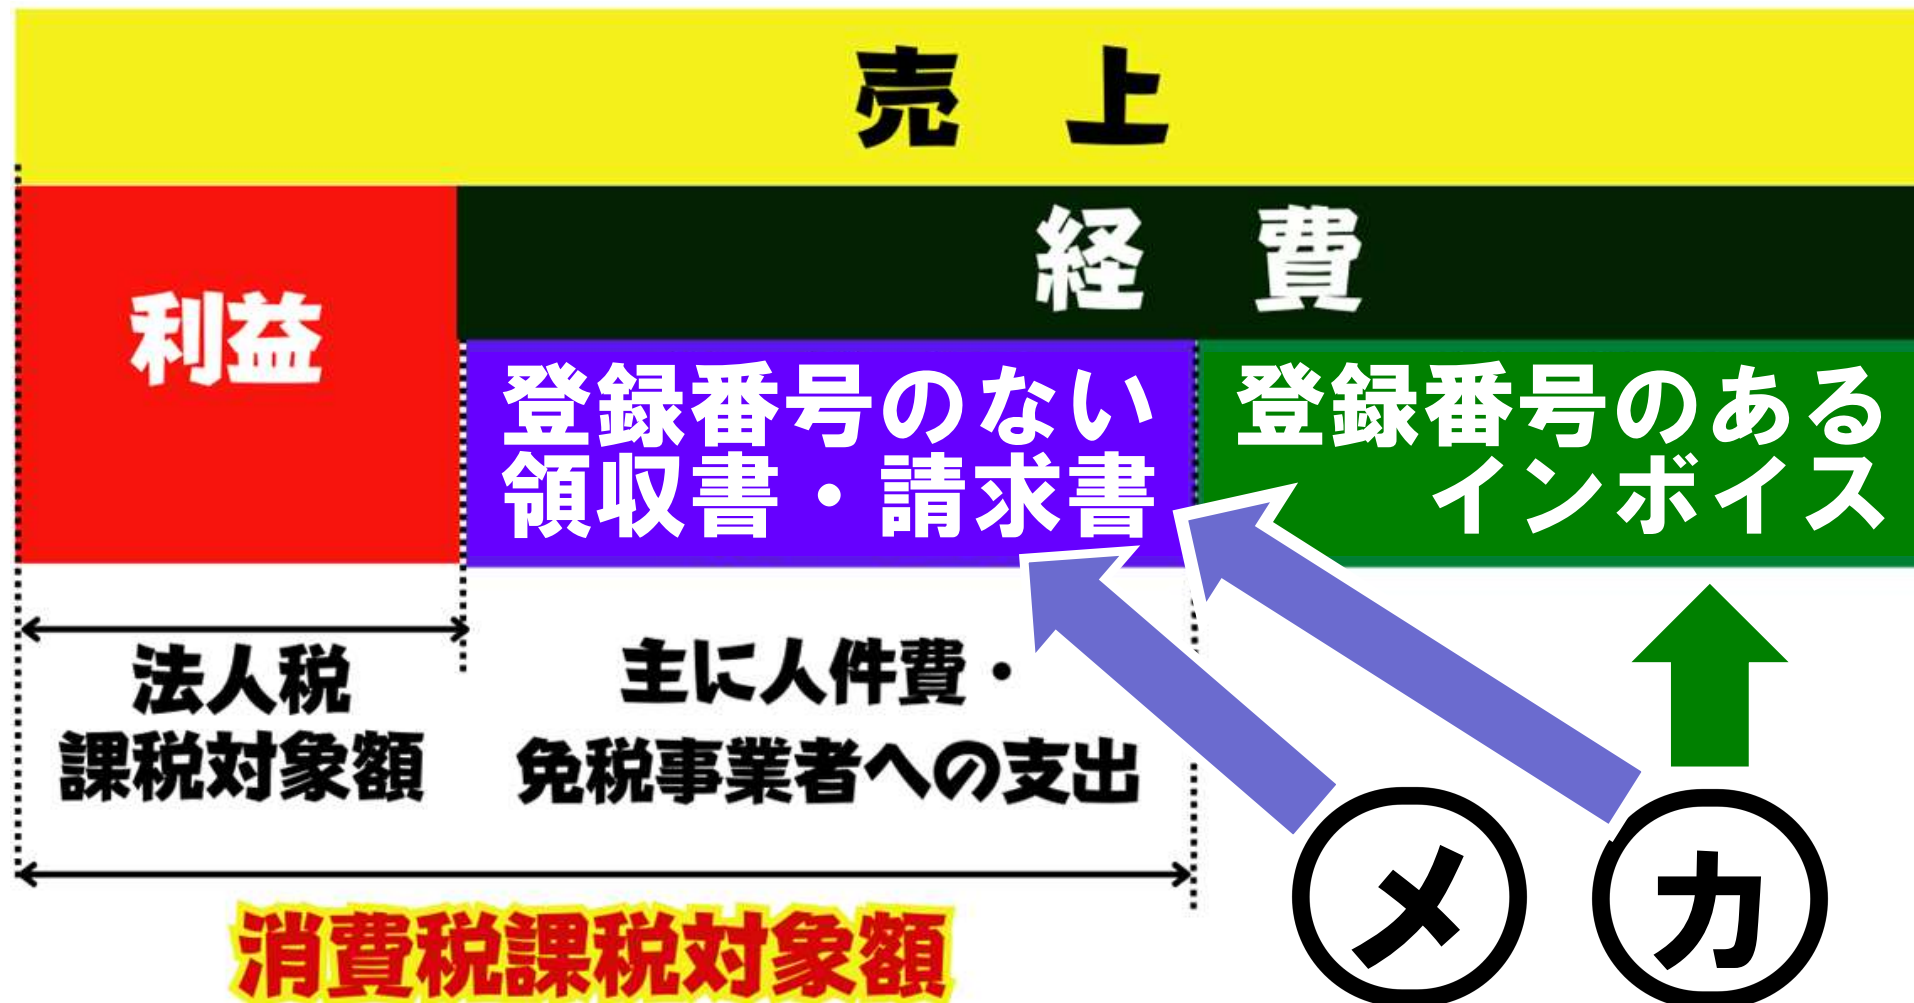 売 上
経 費
利益
登録番号のない
領収書・請求書
登録番号のある
インボイス
法人税
課税対象額
主に人件費・
免税事業者への支出
消費税課税対象額
メ
カ